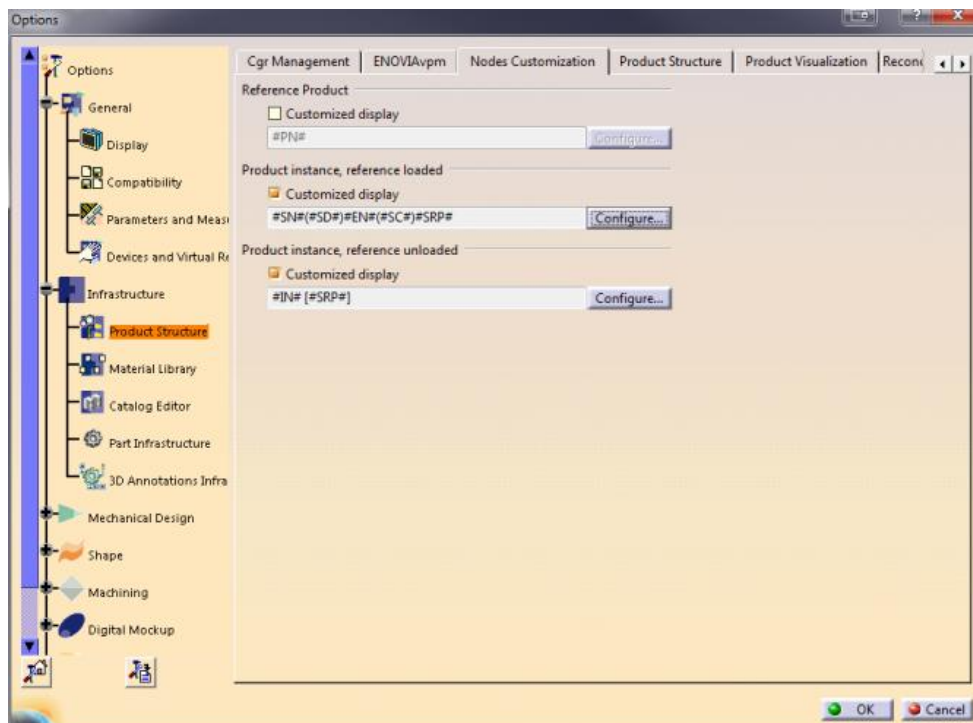 Options
Options
General
Display
Compatibility
Parameters and Measu
Devices and Virtual Re
Infrastructure
Product Structure
Material Library
Catalog Editor
Part Infrastructure
3D Annotations Infra
Mechanical Design
Shape
Machining
Digital Mockup
Cgr Management ENOVIAvpm Nodes Customization Product Structure Product Visualization Reconc
Reference Product
Customized display
#PN# Configure...
Product instance, reference loaded
Customized display
#SN#(#SD#)#EN#(#SC#)#SRP# Configure...
Product instance, reference unloaded
Customized display
#IN# [#SRP#] Configure...
OK Cancel